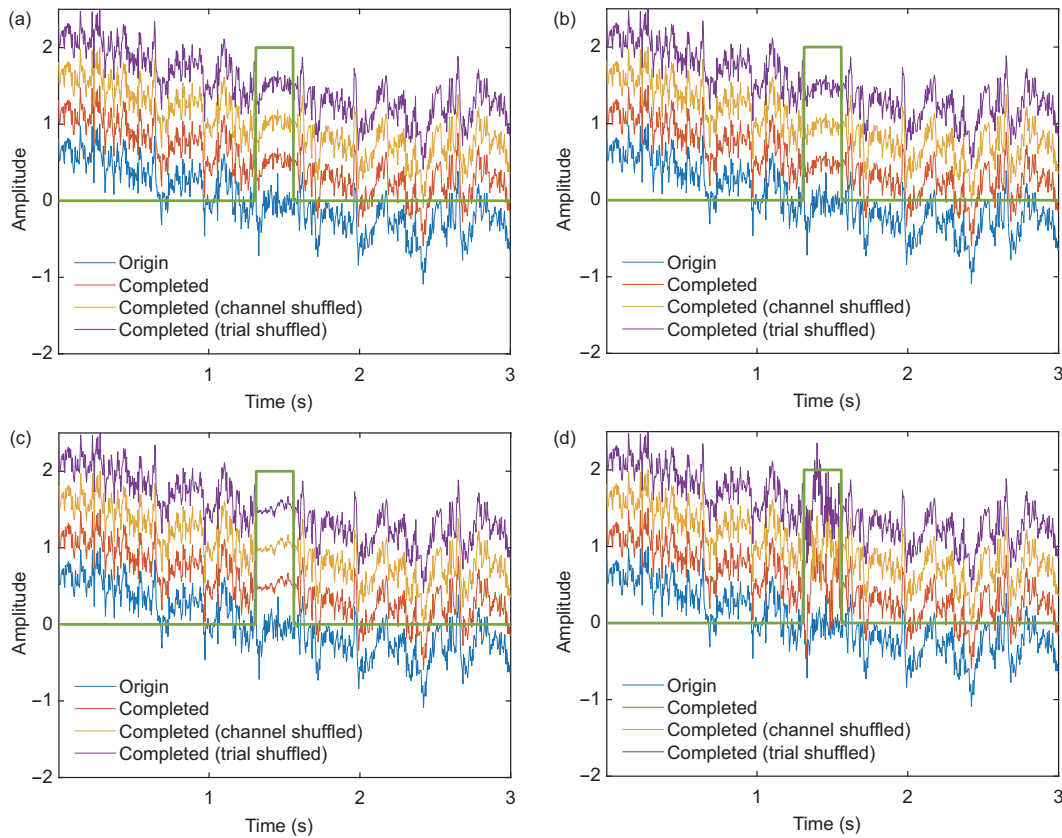 (a)
2
1
0
−1
−2
Amplitude
Origin
Completed
Completed (channel shuffled)
Completed (trial shuffled)
1
2
3
Time (s)
(b)
2
1
0
−1
−2
Amplitude
Origin
Completed
Completed (channel shuffled)
Completed (trial shuffled)
1
2
3
Time (s)
(c)
2
1
0
−1
−2
Amplitude
Origin
Completed
Completed (channel shuffled)
Completed (trial shuffled)
1
2
3
Time (s)
(d)
2
1
0
−1
−2
Amplitude
Origin
Completed
Completed (channel shuffled)
Completed (trial shuffled)
1
2
3
Time (s)